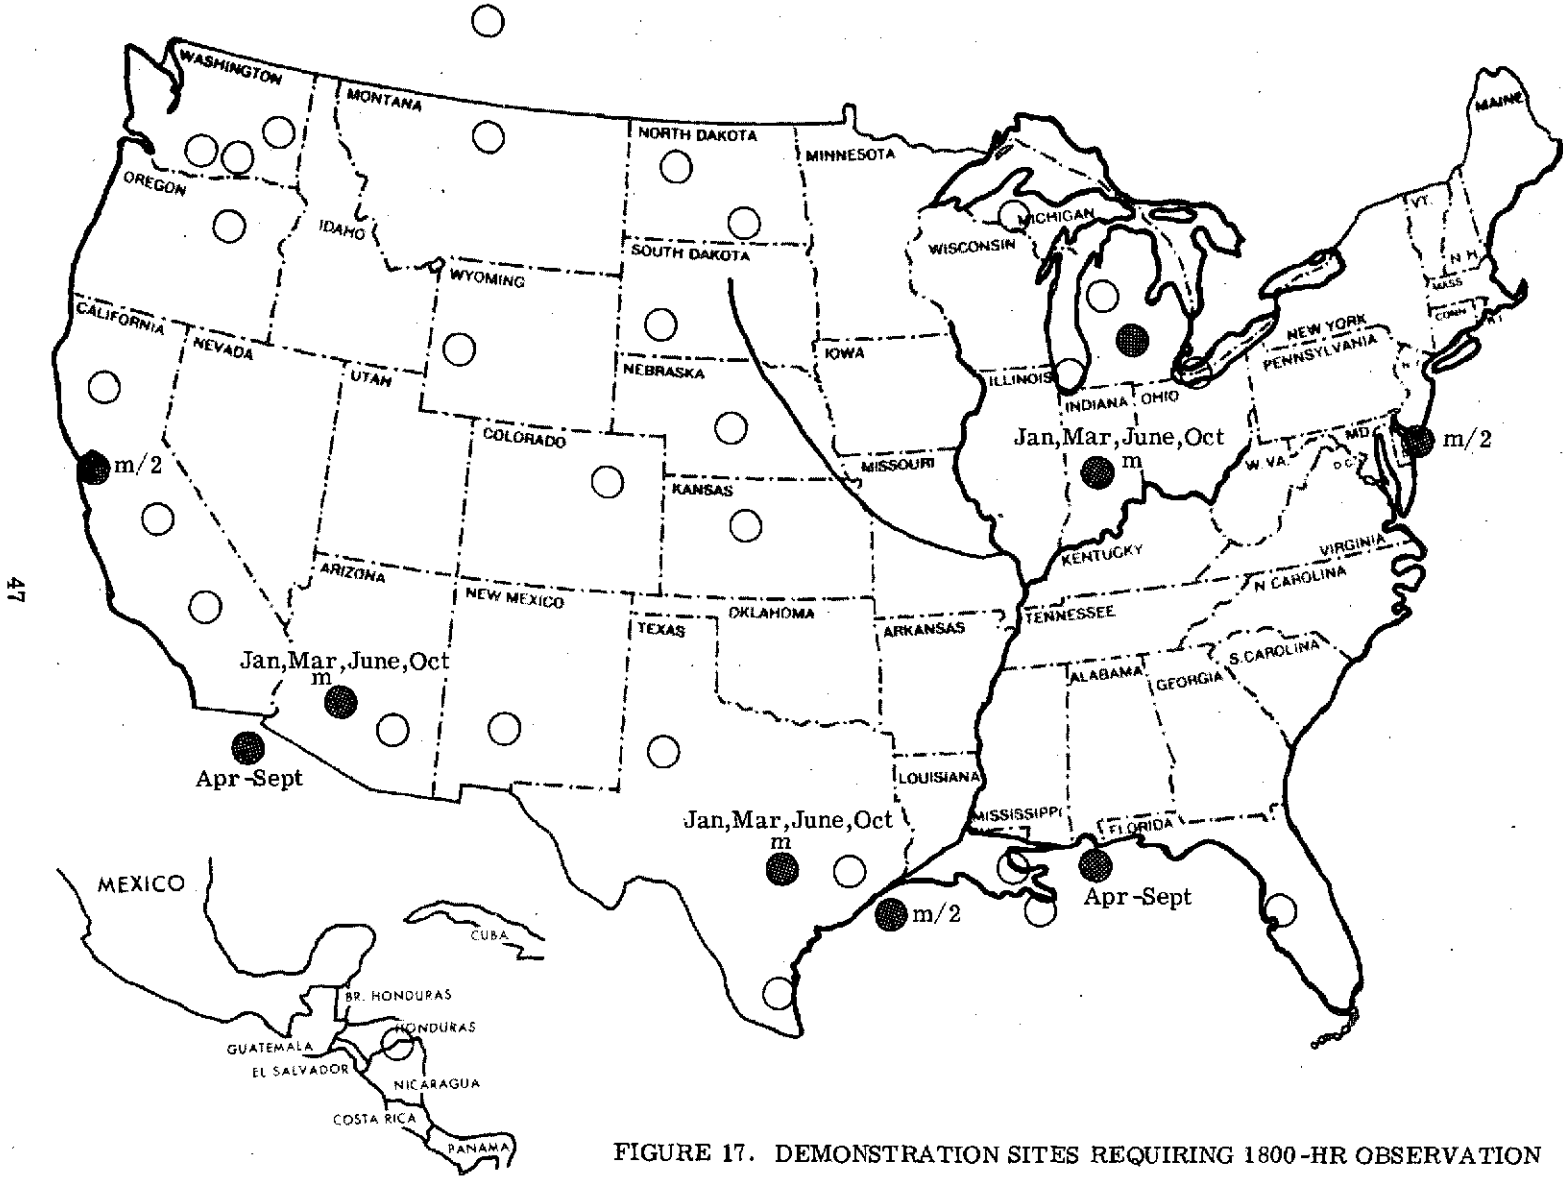 WASHINGTON
MONTANA
NORTH DAKOTA
MINNESOTA
MAINE
OREGON
IDAHO
MICHIGAN
VT.
WISCONSIN
N H
SOUTH DAKOTA
WYOMING
MASS
CONN
R I
CALIFORNIA
NEVADA
UTAH
NEBRASKA
IOWA
ILLINOIS
NEW YORK
PENNSYLVANIA
INDIANA
OHIO
COLORADO
m/2
MISSOURI
Jan,Mar,June,Oct
m
W. VA.
MD.
D.C.
m/2
KANSAS
KENTUCKY
VIRGINIA
47
ARIZONA
NEW MEXICO
OKLAHOMA
TEXAS
ARKANSAS
TENNESSEE
N CAROLINA
S.CAROLINA
Jan,Mar,June,Oct
m
ALABAMA
GEORGIA
Apr-Sept
LOUISIANA
MISSISSIPPI
FLORIDA
Jan,Mar,June,Oct
m
m/2
Apr-Sept
MEXICO
CUBA
BR. HONDURAS
HONDURAS
GUATEMALA
EL SALVADOR
NICARAGUA
COSTA RICA
PANAMA
FIGURE 17. DEMONSTRATION SITES REQUIRING 1800-HR OBSERVATION